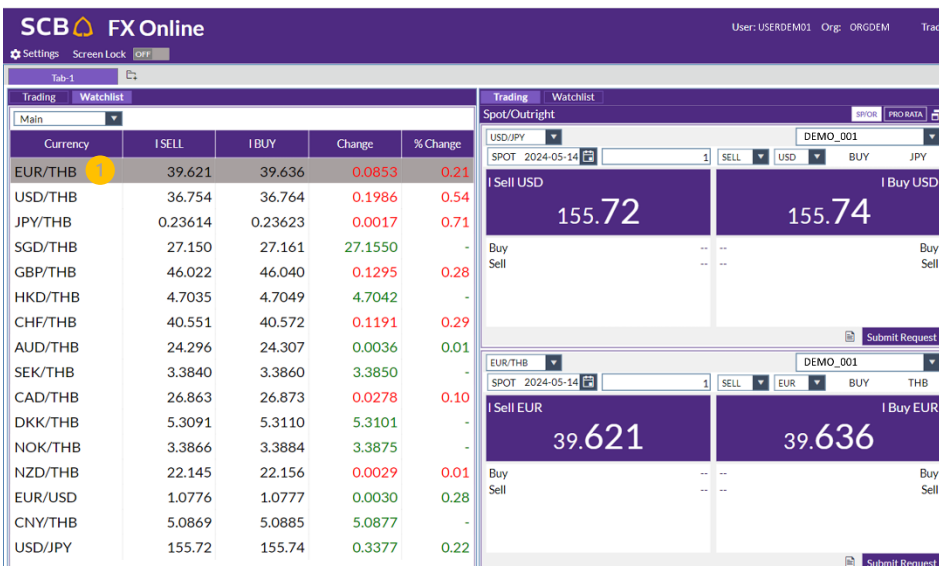 SCB FX Online
User: USERDEM01 Org: ORGDEM
Settings Screen Lock OFF
Tab-1
Trading Watchlist
Main
Currency I SELL I BUY Change % Change
EUR/THB 1 39.621 39.636 0.0853 0.21
USD/THB 36.754 36.764 0.1986 0.54
JPY/THB 0.23614 0.23623 0.0017 0.71
SGD/THB 27.150 27.161 27.1550 -
GBP/THB 46.022 46.040 0.1295 0.28
HKD/THB 4.7035 4.7049 4.7042 -
CHF/THB 40.551 40.572 0.1191 0.29
AUD/THB 24.296 24.307 0.0036 0.01
SEK/THB 3.3840 3.3860 3.3850 -
CAD/THB 26.863 26.873 0.0278 0.10
DKK/THB 5.3091 5.3110 5.3101 -
NOK/THB 3.3866 3.3884 3.3875 -
NZD/THB 22.145 22.156 0.0029 0.01
EUR/USD 1.0776 1.0777 0.0030 0.28
CNY/THB 5.0869 5.0885 5.0877 -
USD/JPY 155.72 155.74 0.3377 0.22
Trading Watchlist
Spot/Outright SP/OR PRO RATA
USD/JPY DEMO_001
SPOT 2024-05-14 1 SELL USD BUY JPY
I Sell USD I Buy USD
155.72 155.74
Buy -- -- Buy
Sell -- -- Sell
Submit Request
EUR/THB DEMO_001
SPOT 2024-05-14 1 SELL EUR BUY THB
I Sell EUR I Buy EUR
39.621 39.636
Buy -- -- Buy
Sell -- -- Sell
Submit Request